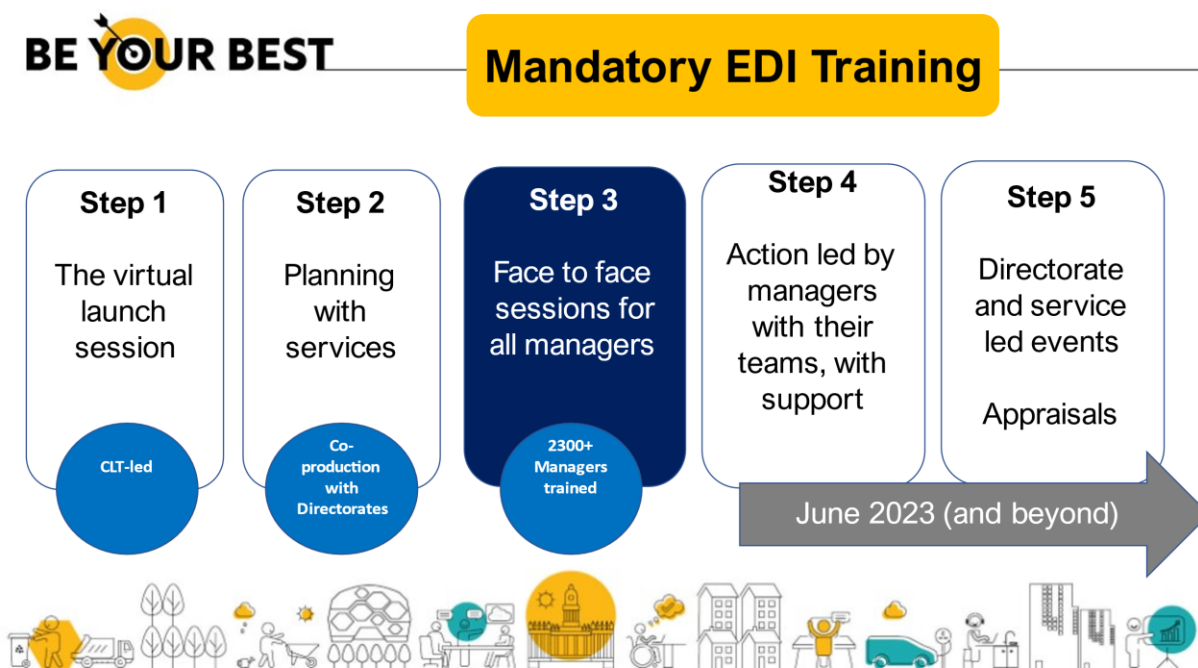 BE YOUR BEST
Mandatory EDI Training
Step 1
The virtual
launch
session
CLT-led
Step 2
Planning
with
services
Co-
production
with
Directorates
Step 3
Face to face
sessions for
all managers
2300+
Managers
trained
Step 4
Action led by
managers
with their
teams, with
support
Step 5
Directorate
and service
led events
Appraisals
June 2023 (and beyond)